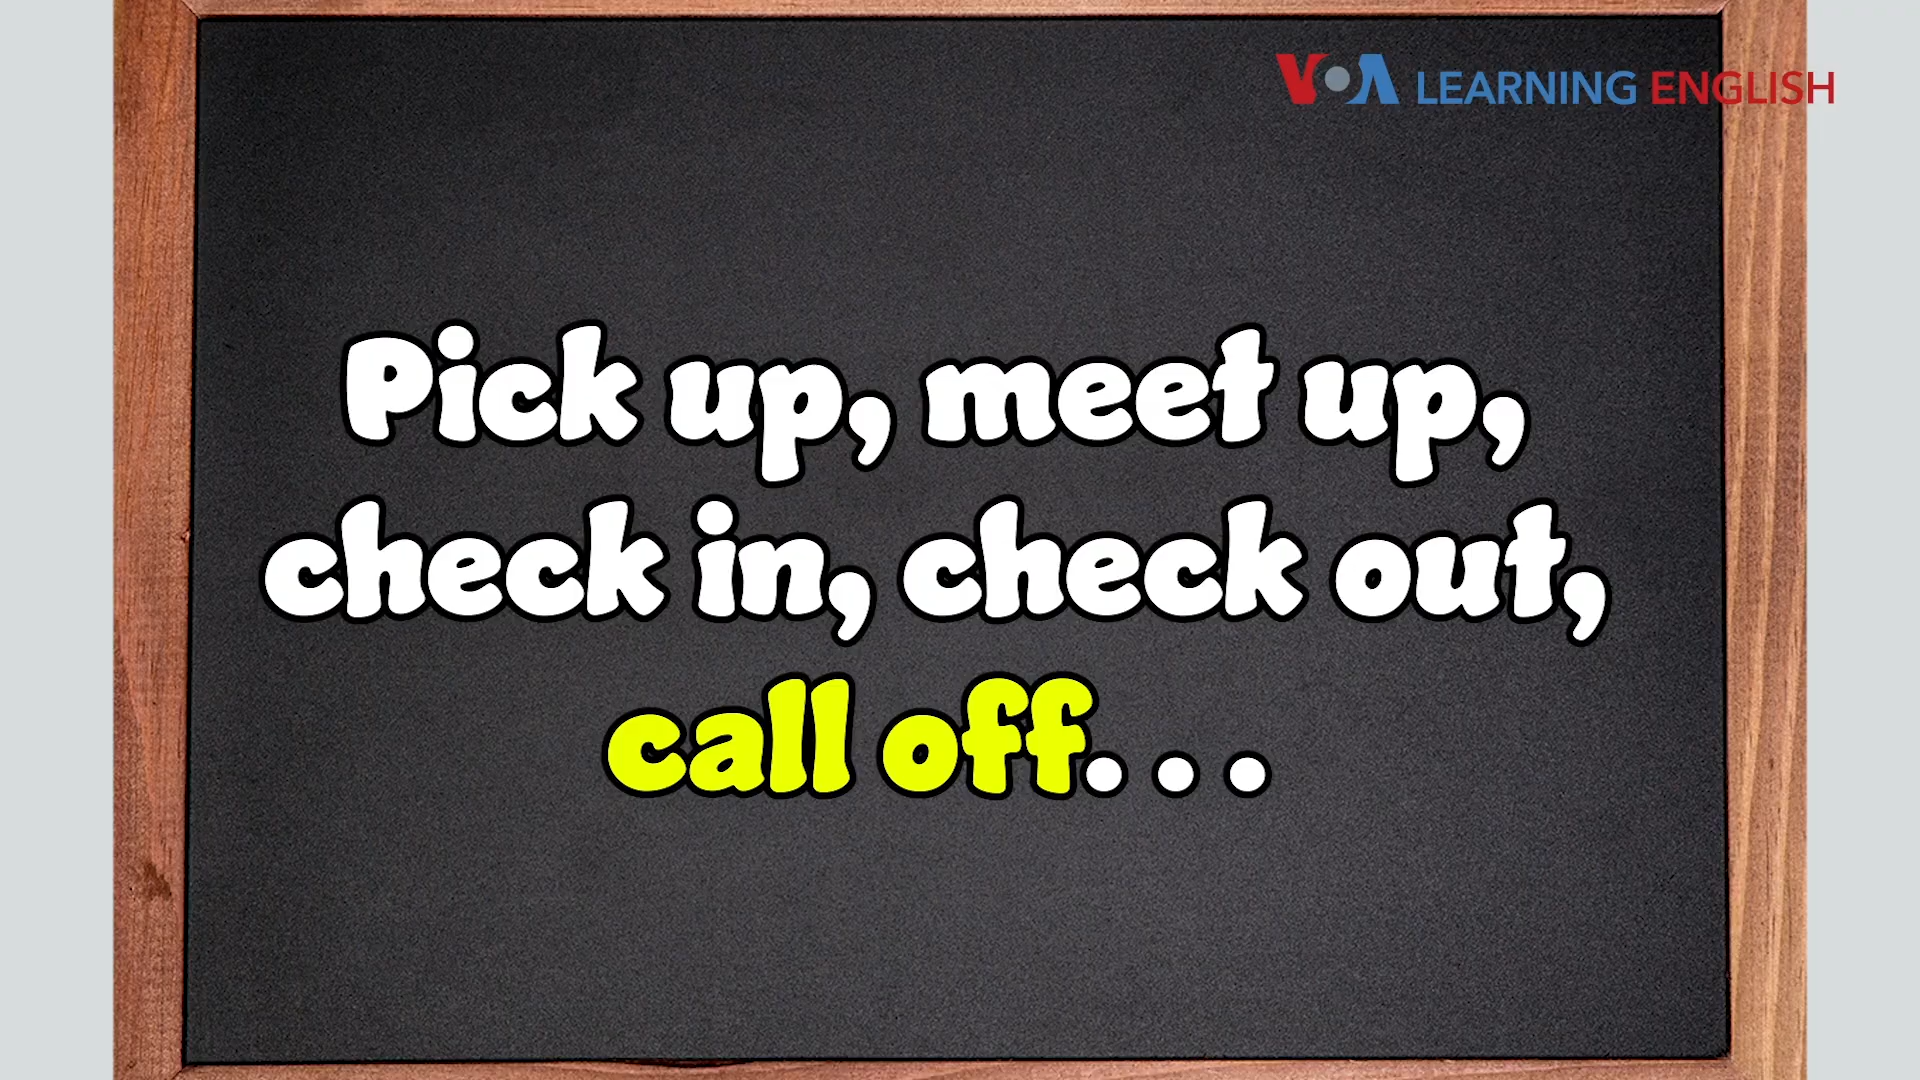 VOA LEARNING ENGLISH
Pick up, meet up,
check in, check out,
call off. . .